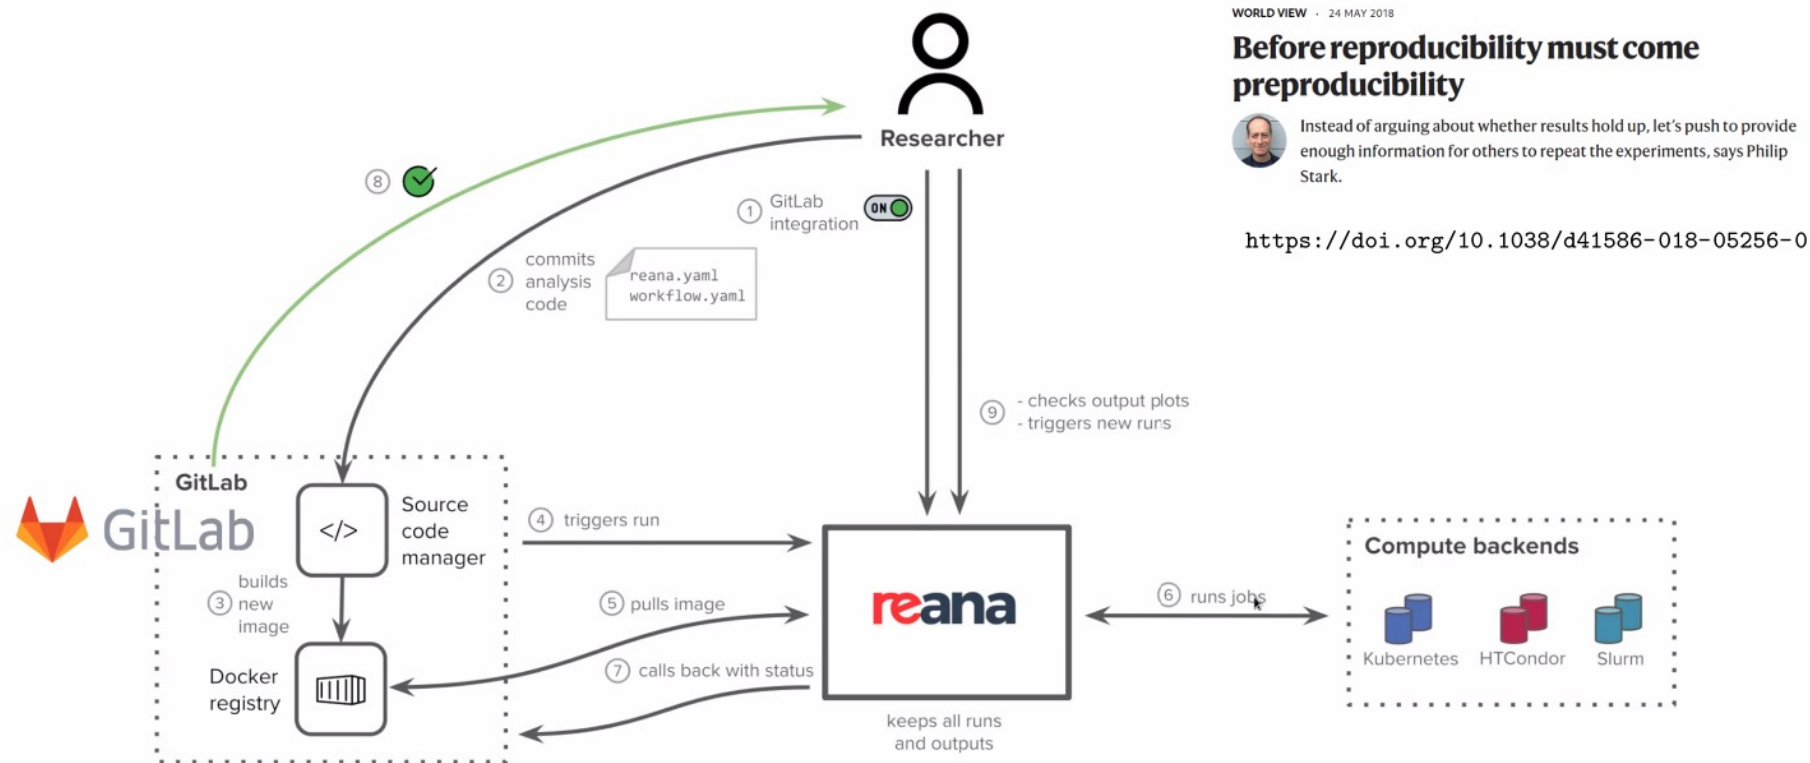 WORLD VIEW · 24 MAY 2018
Before reproducibility must come
preproducibility
Instead of arguing about whether results hold up, let's push to provide
enough information for others to repeat the experiments, says Philip
Stark.
https://doi.org/10.1038/d41586-018-05256-0
Researcher
8
1 GitLab
integration
ON
2 commits
analysis
code
reana.yaml
workflow.yaml
9 - checks output plots
- triggers new runs
GitLab
GitLab
</>
Source
code
manager
3 builds
new
image
Docker
registry
4 triggers run
5 pulls image
7 calls back with status
reana
keeps all runs
and outputs
6 runs jobs
Compute backends
Kubernetes
HTCondor
Slurm